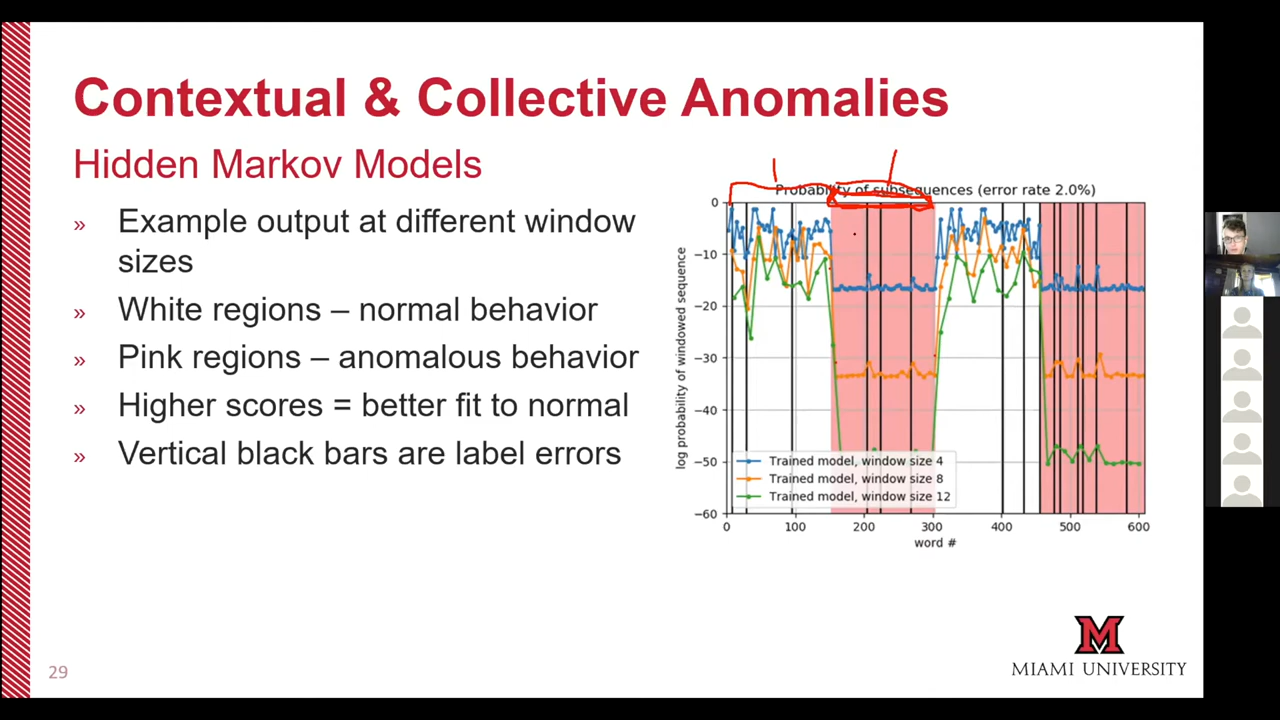 Contextual & Collective Anomalies
Hidden Markov Models
» Example output at different window
sizes
» White regions – normal behavior
» Pink regions – anomalous behavior
» Higher scores = better fit to normal
» Vertical black bars are label errors
Probability of subsequences (error rate 2.0%)
log probability of windowed sequence
0
−10
−20
−30
−40
−50
−60
Trained model, window size 4
Trained model, window size 8
Trained model, window size 12
0 100 200 300 400 500 600
word #
29
M
MIAMI UNIVERSITY